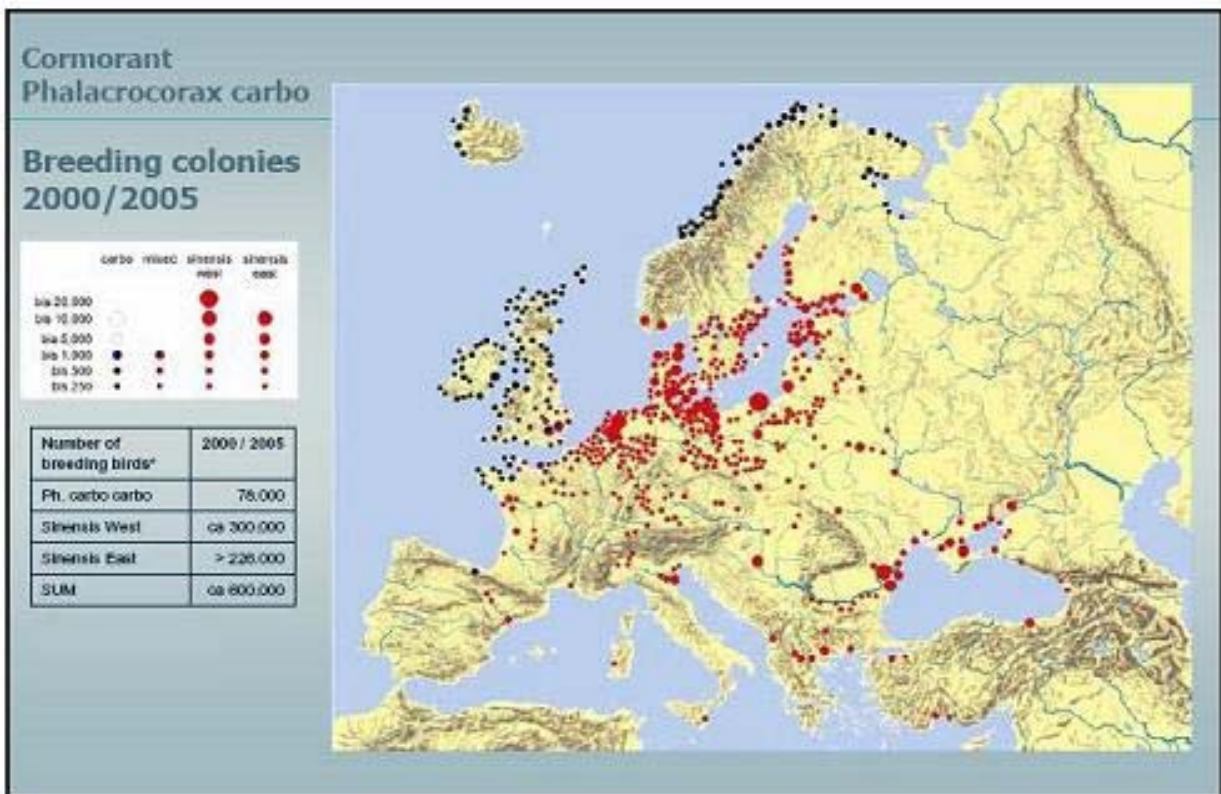 Cormorant
Phalacrocorax carbo
Breeding colonies
2000/2005
carbo mixed sinensis sinensis
west east
bis 20.000
bis 10.000
bis 5.000
bis 1.000
bis 500
bis 250
Number of 2000 / 2005
breeding birds*
Ph. carbo carbo 78.000
Sinensis West ca 300.000
Sinensis East
SUM ca 600.000